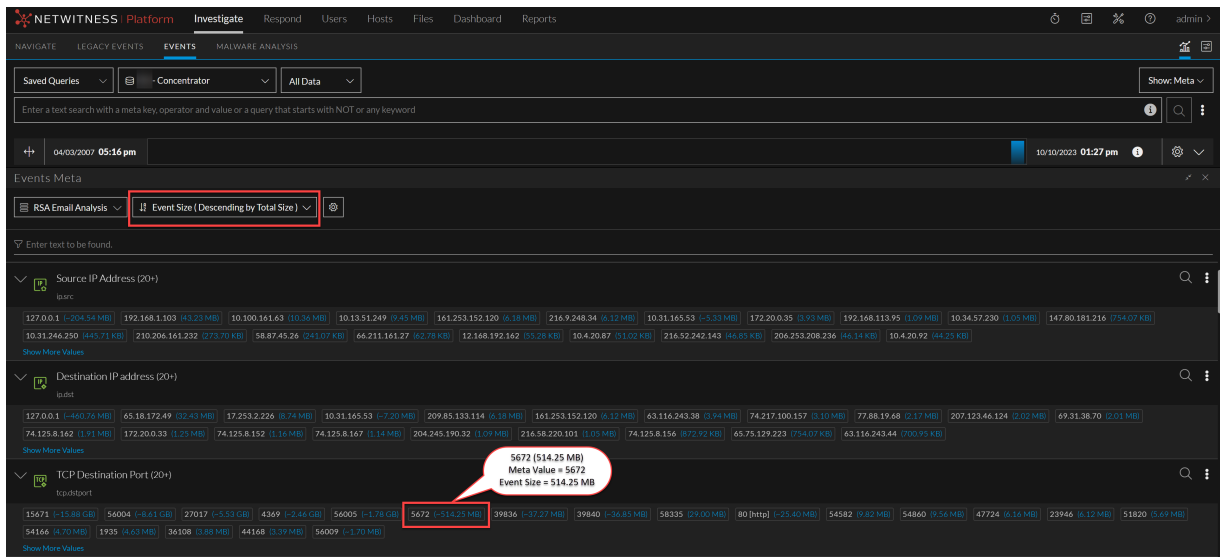 NETWITNESS Platform Investigate Respond Users Hosts Files Dashboard Reports admin >
NAVIGATE LEGACY EVENTS EVENTS MALWARE ANALYSIS
Saved Queries - Concentrator All Data Show: Meta
Enter a text search with a meta key, operator and value or a query that starts with NOT or any keyword
04/03/2007 05:16 pm 10/10/2023 01:27 pm
Events Meta
RSA Email Analysis Event Size ( Descending by Total Size )
Enter text to be found.
Source IP Address (20+)
ip.src
127.0.0.1 (~204.54 MB) 192.168.1.103 (43.23 MB) 10.100.161.63 (10.36 MB) 10.13.51.249 (9.45 MB) 161.253.152.120 (6.18 MB) 216.9.248.34 (6.12 MB) 10.31.165.53 (~5.33 MB) 172.20.0.35 (3.93 MB) 192.168.113.95 (1.09 MB) 10.34.57.230 (1.05 MB) 147.80.181.216 (754.07 KB)
10.31.246.250 (445.71 KB) 210.206.161.232 (273.70 KB) 58.87.45.26 (241.07 KB) 66.211.161.27 (62.78 KB) 12.168.192.162 (55.28 KB) 10.4.20.87 (51.02 KB) 216.52.242.143 (46.85 KB) 206.253.208.236 (46.14 KB) 10.4.20.92 (44.25 KB)
Show More Values
Destination IP address (20+)
ip.dst
127.0.0.1 (~460.76 MB) 65.18.172.49 (32.43 MB) 17.253.2.226 (8.74 MB) 10.31.165.53 (~7.20 MB) 209.85.133.114 (6.18 MB) 161.253.152.120 (6.12 MB) 63.116.243.38 (3.94 MB) 74.217.100.157 (3.10 MB) 77.88.19.68 (2.17 MB) 207.123.46.124 (2.02 MB) 69.31.38.70 (2.01 MB)
74.125.8.162 (1.91 MB) 172.20.0.33 (1.25 MB) 74.125.8.152 (1.16 MB) 74.125.8.167 (1.14 MB) 204.245.190.32 (1.09 MB) 216.58.220.101 (1.05 MB) 74.125.8.156 (872.92 KB) 65.75.129.223 (754.07 KB) 63.116.243.44 (700.95 KB)
Show More Values
5672 (514.25 MB)
Meta Value = 5672
Event Size = 514.25 MB
TCP Destination Port (20+)
tcp.dstport
15671 (~15.88 GB) 56004 (~8.61 GB) 27017 (~5.53 GB) 4369 (~2.46 GB) 56005 (~1.78 GB) 5672 (~514.25 MB) 39836 (~37.27 MB) 39840 (~36.85 MB) 58335 (29.00 MB) 80 [http] (~25.40 MB) 54582 (9.82 MB) 54860 (9.56 MB) 47724 (6.16 MB) 23946 (6.12 MB) 51820 (5.69 MB)
54166 (4.70 MB) 1935 (4.63 MB) 36108 (3.88 MB) 44168 (3.39 MB) 56009 (~1.70 MB)
Show More Values